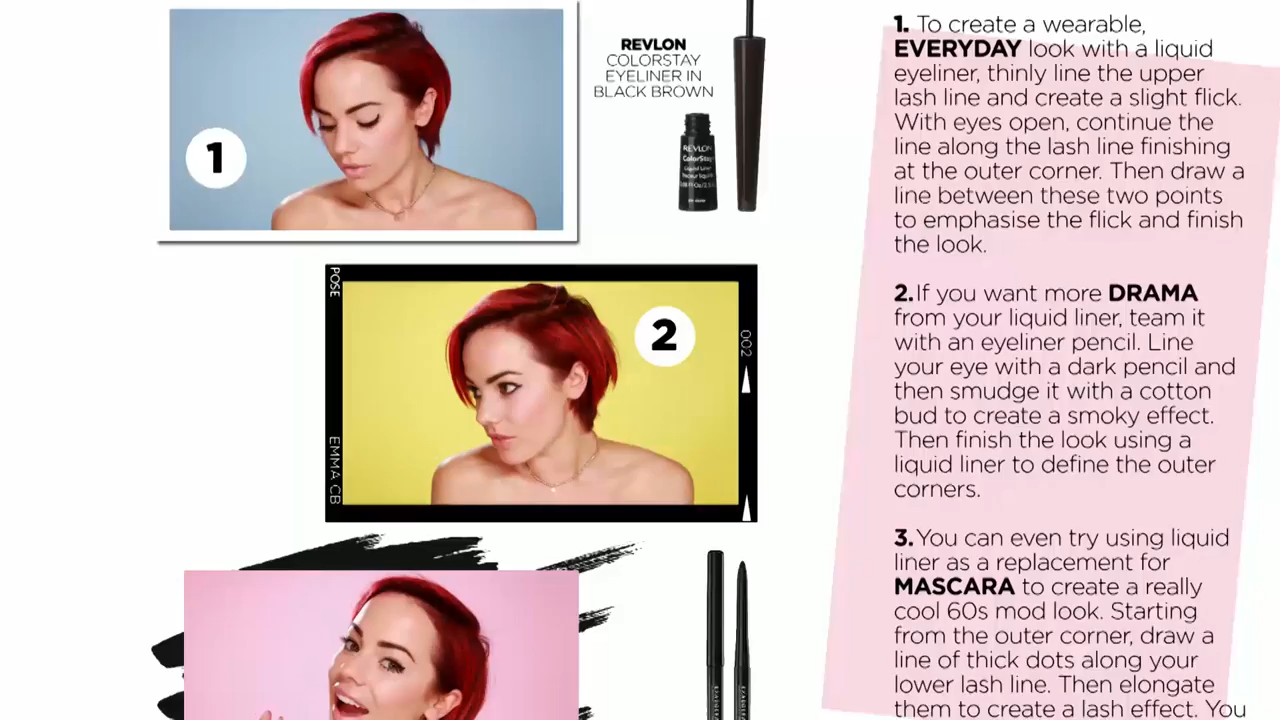 1
REVLON
COLORSTAY
EYELINER IN
BLACK BROWN
REVLON
ColorStay
Liquid Liner
POSE
2
002
EMMA CB
1. To create a wearable,
EVERYDAY look with a liquid
eyeliner, thinly line the upper
lash line and create a slight flick.
With eyes open, continue the
line along the lash line finishing
at the outer corner. Then draw a
line between these two points
to emphasise the flick and finish
the look.
2. If you want more DRAMA
from your liquid liner, team it
with an eyeliner pencil. Line
your eye with a dark pencil and
then smudge it with a cotton
bud to create a smoky effect.
Then finish the look using a
liquid liner to define the outer
corners.
3. You can even try using liquid
liner as a replacement for
MASCARA to create a really
cool 60s mod look. Starting
from the outer corner, draw a
line of thick dots along your
lower lash line. Then elongate
them to create a lash effect. You